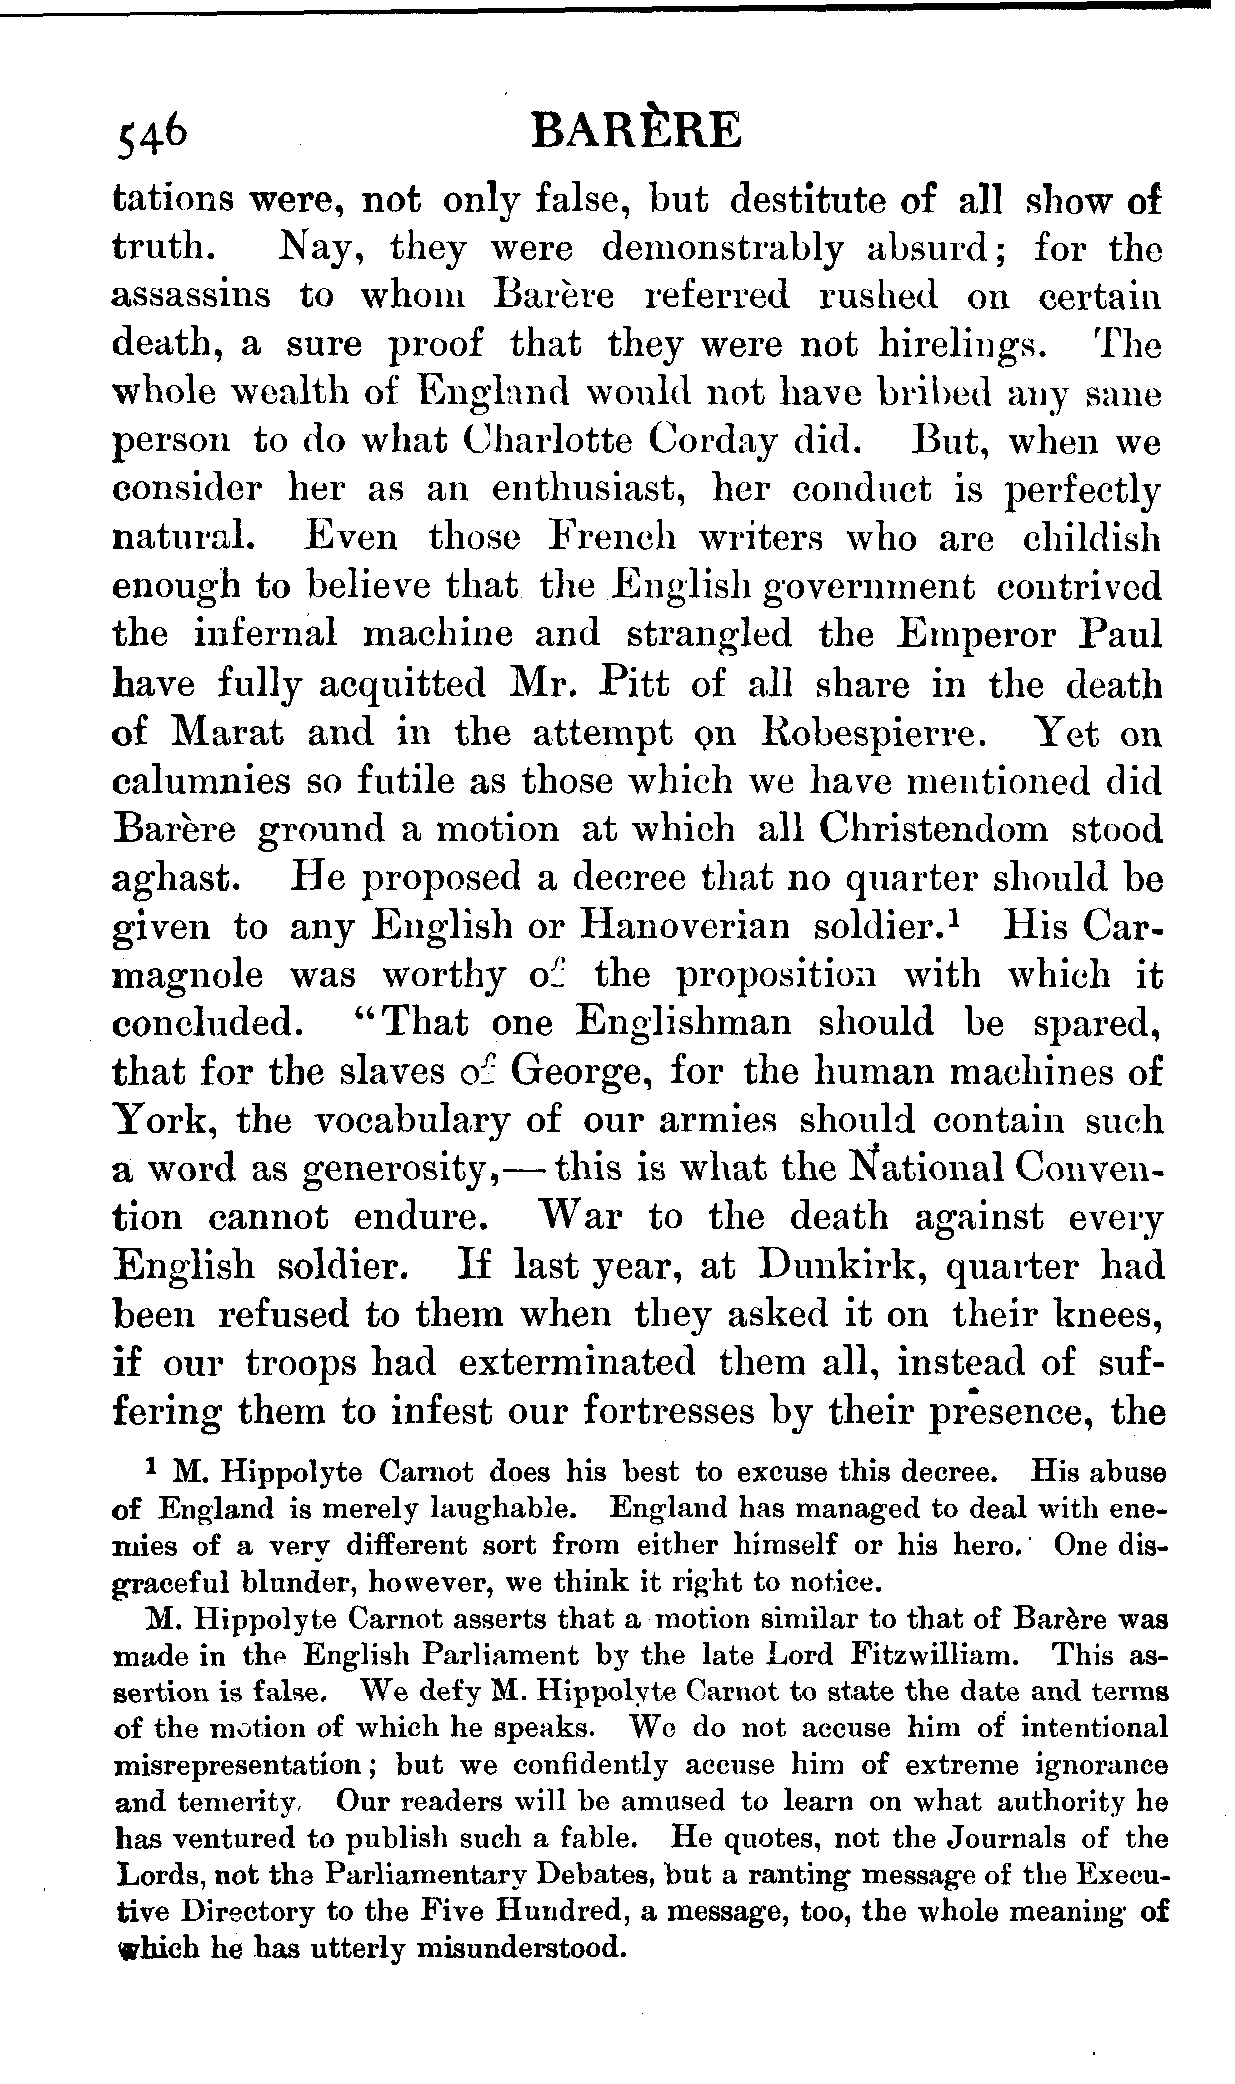 546 BARÈRE
tations were, not only false, but destitute of all show of
truth. Nay, they were demonstrably absurd; for the
assassins to whom Barère referred rushed on certain
death, a sure proof that they were not hirelings. The
whole wealth of England would not have bribed any sane
person to do what Charlotte Corday did. But, when we
consider her as an enthusiast, her conduct is perfectly
natural. Even those French writers who are childish
enough to believe that the English government contrived
the infernal machine and strangled the Emperor Paul
have fully acquitted Mr. Pitt of all share in the death
of Marat and in the attempt on Robespierre. Yet on
calumnies so futile as those which we have mentioned did
Barère ground a motion at which all Christendom stood
aghast. He proposed a decree that no quarter should be
given to any English or Hanoverian soldier.¹ His Car-
magnole was worthy of the proposition with which it
concluded. “That one Englishman should be spared,
that for the slaves of George, for the human machines of
York, the vocabulary of our armies should contain such
a word as generosity,— this is what the National Conven-
tion cannot endure. War to the death against every
English soldier. If last year, at Dunkirk, quarter had
been refused to them when they asked it on their knees,
if our troops had exterminated them all, instead of suf-
fering them to infest our fortresses by their presence, the
¹ M. Hippolyte Carnot does his best to excuse this decree. His abuse
of England is merely laughable. England has managed to deal with ene-
mies of a very different sort from either himself or his hero. One dis-
graceful blunder, however, we think it right to notice.
M. Hippolyte Carnot asserts that a motion similar to that of Barère was
made in the English Parliament by the late Lord Fitzwilliam. This as-
sertion is false. We defy M. Hippolyte Carnot to state the date and terms
of the motion of which he speaks. We do not accuse him of intentional
misrepresentation; but we confidently accuse him of extreme ignorance
and temerity. Our readers will be amused to learn on what authority he
has ventured to publish such a fable. He quotes, not the Journals of the
Lords, not the Parliamentary Debates, but a ranting message of the Execu-
tive Directory to the Five Hundred, a message, too, the whole meaning of
which he has utterly misunderstood.